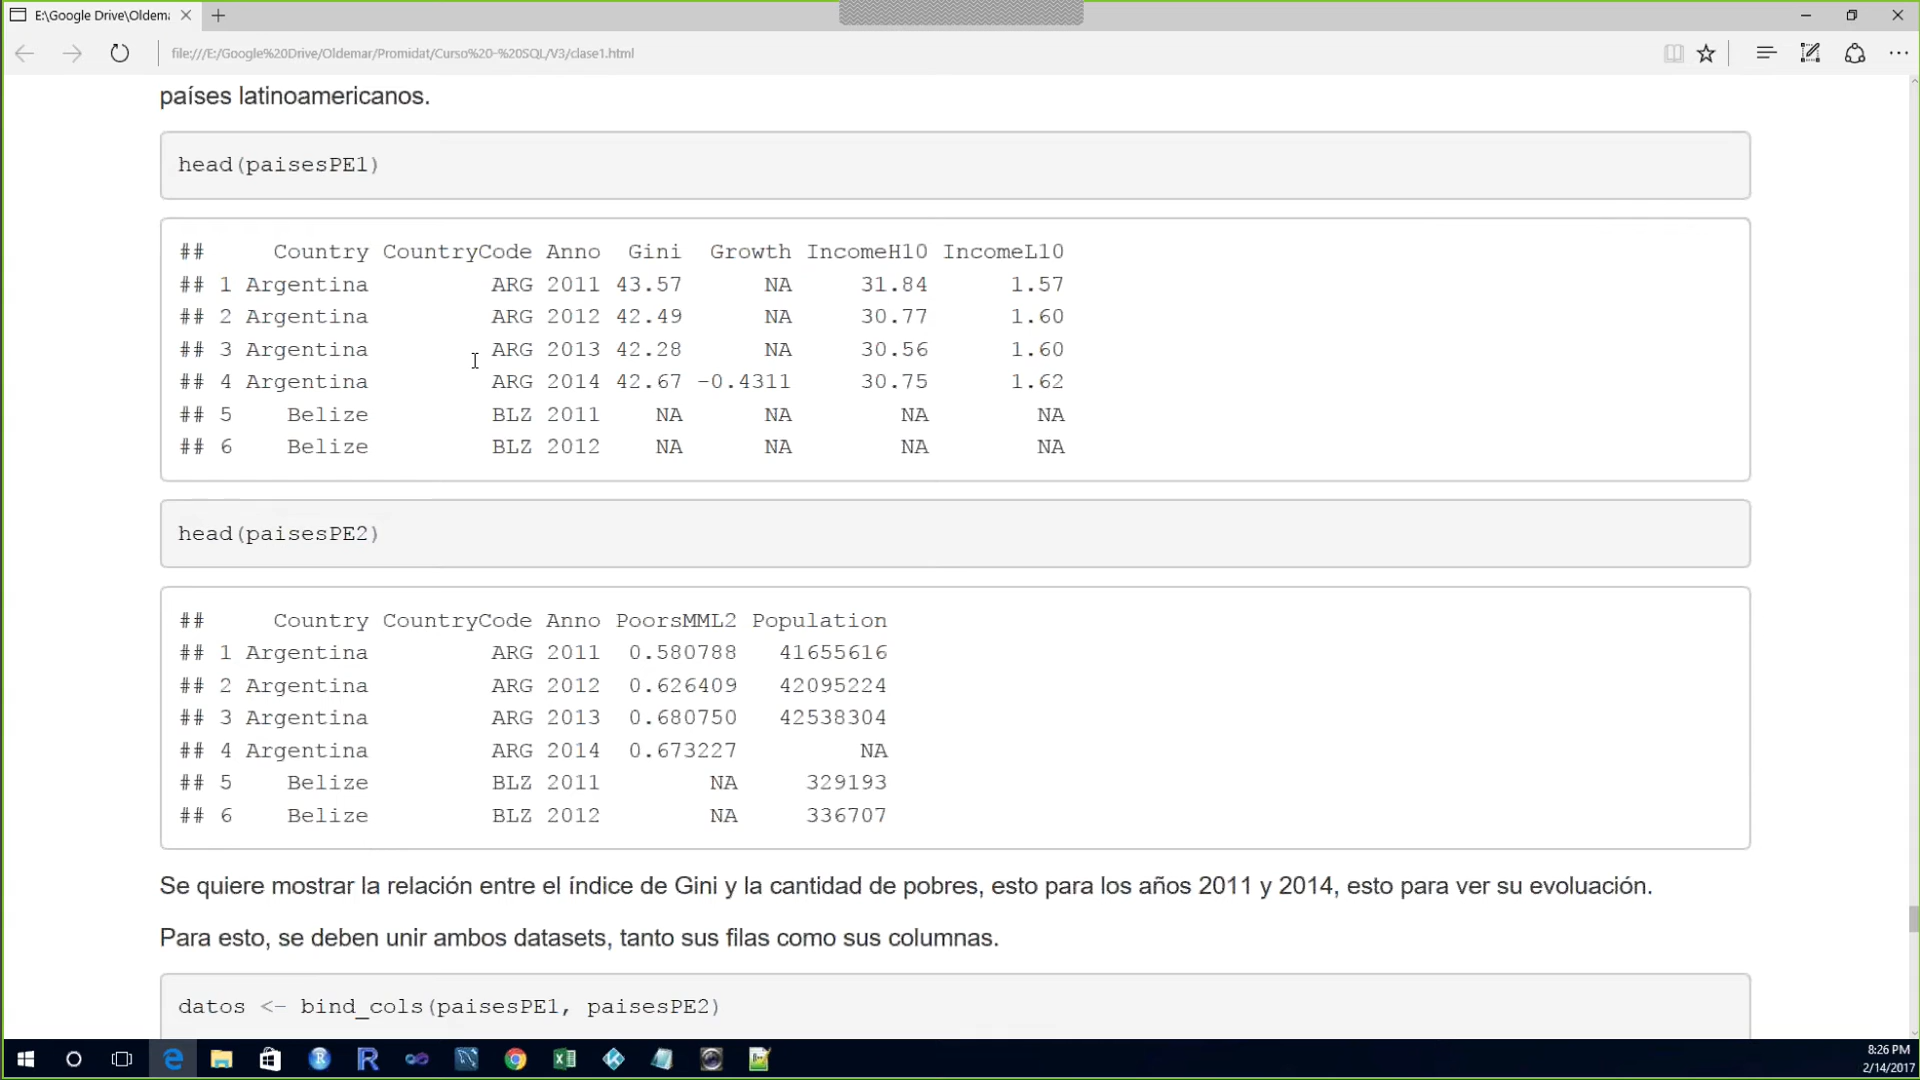 E:\Google Drive\Oldema
file:///E:/Google%20Drive/Oldemar/Promidat/Curso%20-%20SQL/V3/clase1.html
países latinoamericanos.
head(paisesPE1)
## Country CountryCode Anno Gini Growth IncomeH10 IncomeL10
## 1 Argentina ARG 2011 43.57 NA 31.84 1.57
## 2 Argentina ARG 2012 42.49 NA 30.77 1.60
## 3 Argentina ARG 2013 42.28 NA 30.56 1.60
## 4 Argentina ARG 2014 42.67 -0.4311 30.75 1.62
## 5 Belize BLZ 2011 NA NA NA NA
## 6 Belize BLZ 2012 NA NA NA NA
head(paisesPE2)
## Country CountryCode Anno PoorsMML2 Population
## 1 Argentina ARG 2011 0.580788 41655616
## 2 Argentina ARG 2012 0.626409 42095224
## 3 Argentina ARG 2013 0.680750 42538304
## 4 Argentina ARG 2014 0.673227 NA
## 5 Belize BLZ 2011 NA 329193
## 6 Belize BLZ 2012 NA 336707
Se quiere mostrar la relación entre el índice de Gini y la cantidad de pobres, esto para los años 2011 y 2014, esto para ver su evoluación.
Para esto, se deben unir ambos datasets, tanto sus filas como sus columnas.
datos <- bind_cols(paisesPE1, paisesPE2)
8:26 PM
2/14/2017